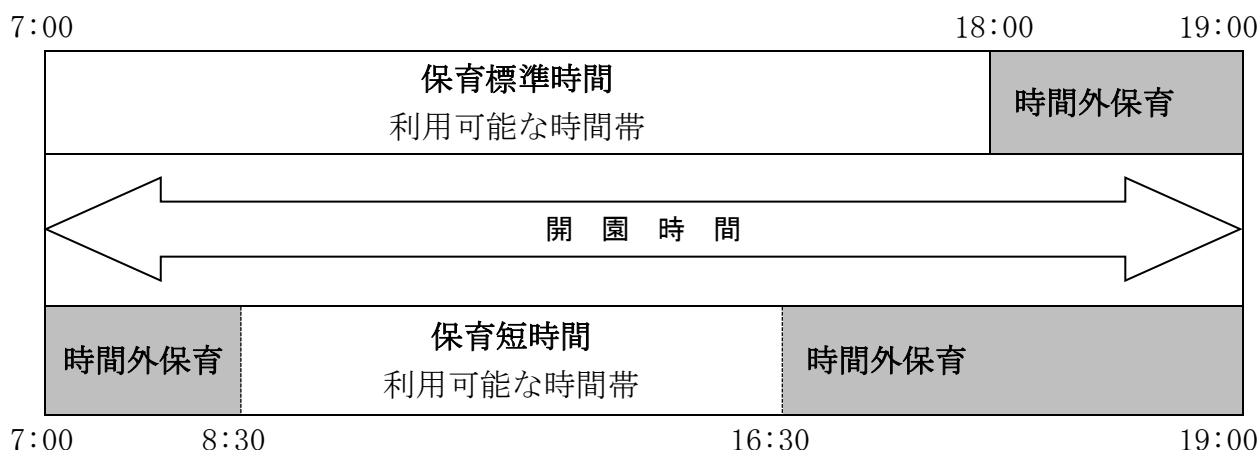 7:00 18:00 19:00
保育標準時間
利用可能な時間帯
時間外保育
開 園 時 間
時間外保育
保育短時間
利用可能な時間帯
時間外保育
7:00 8:30 16:30 19:00